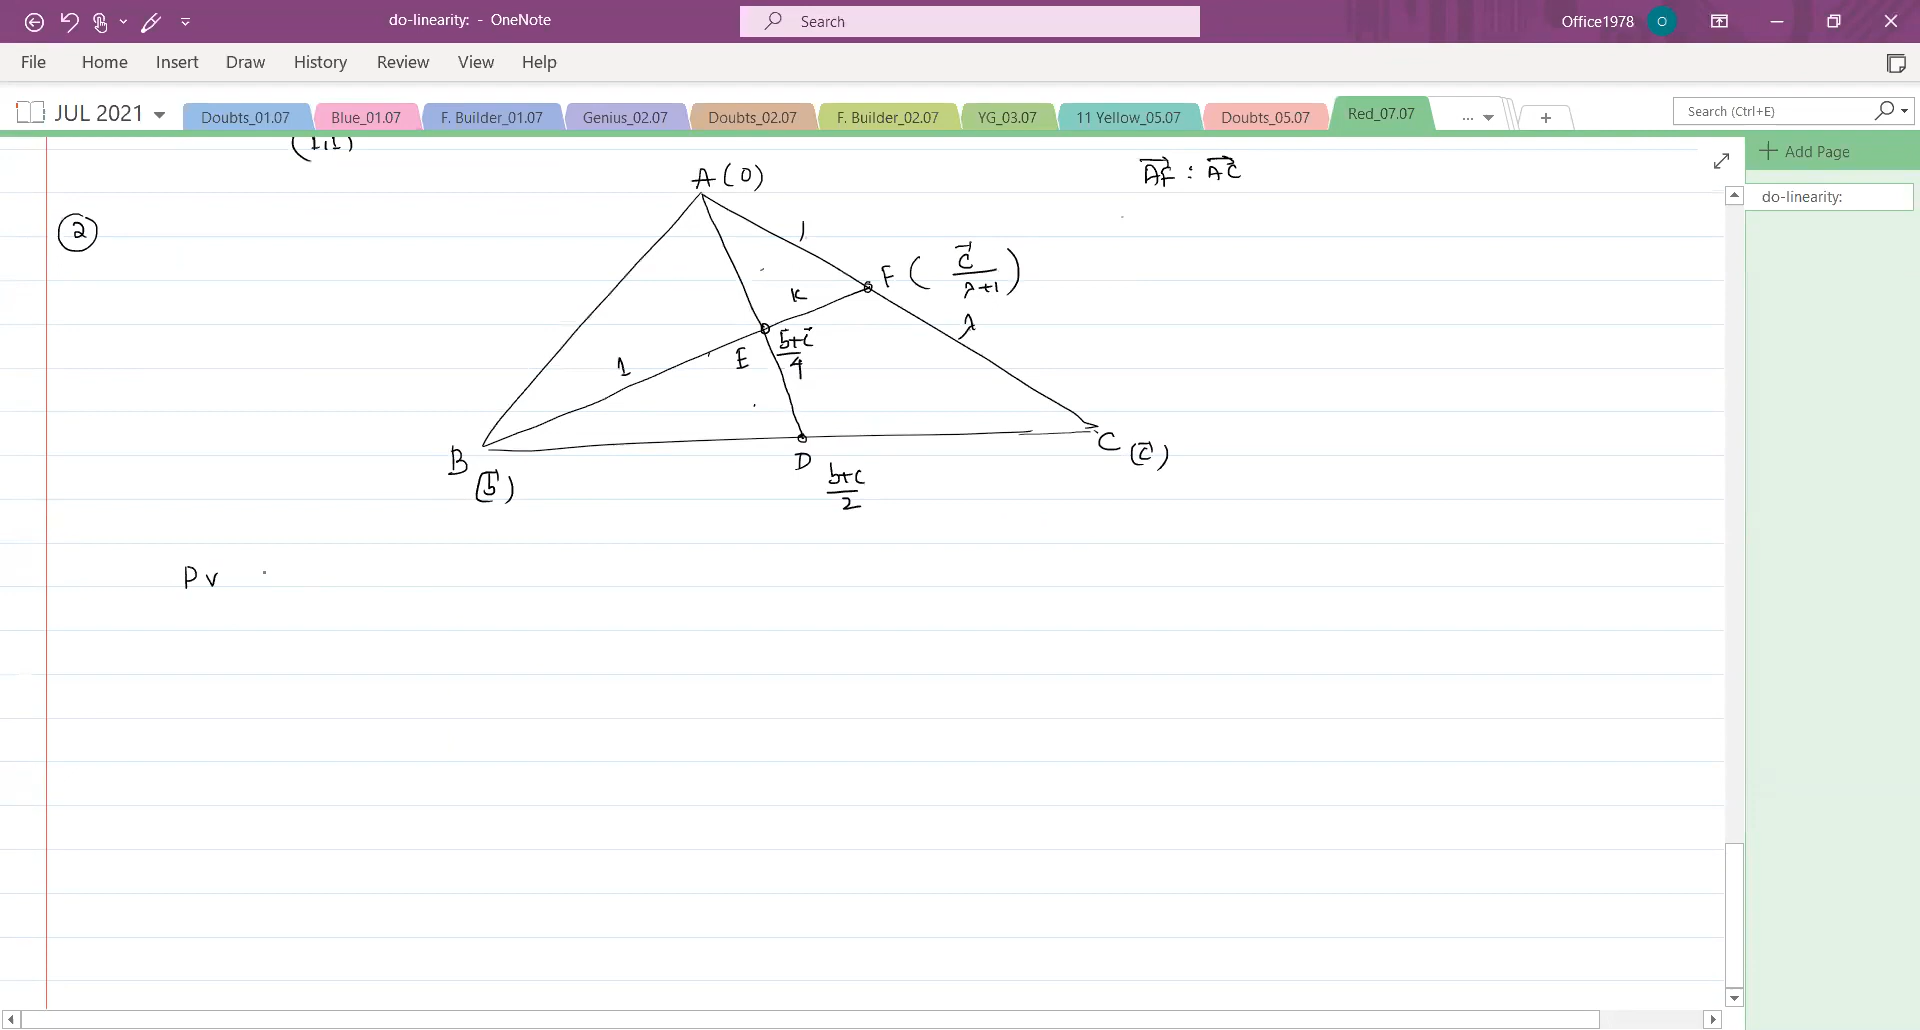 do-linearity: - OneNote
Search
Office1978
O
File Home Insert Draw History Review View Help
JUL 2021
Doubts_01.07
Blue_01.07
F. Builder_01.07
Genius_02.07
Doubts_02.07
F. Builder_02.07
YG_03.07
11 Yellow_05.07
Doubts_05.07
Red_07.07
...
+
Search (Ctrl+E)
+ Add Page
do-linearity:
(1,1)
A (0)
AF⃗ : AC⃗
②
1
F ( c⃗ / λ+1 )
K
λ
1
E
b⃗+c⃗ / 4
B
(b⃗)
D
b+c / 2
C (c⃗)
P v